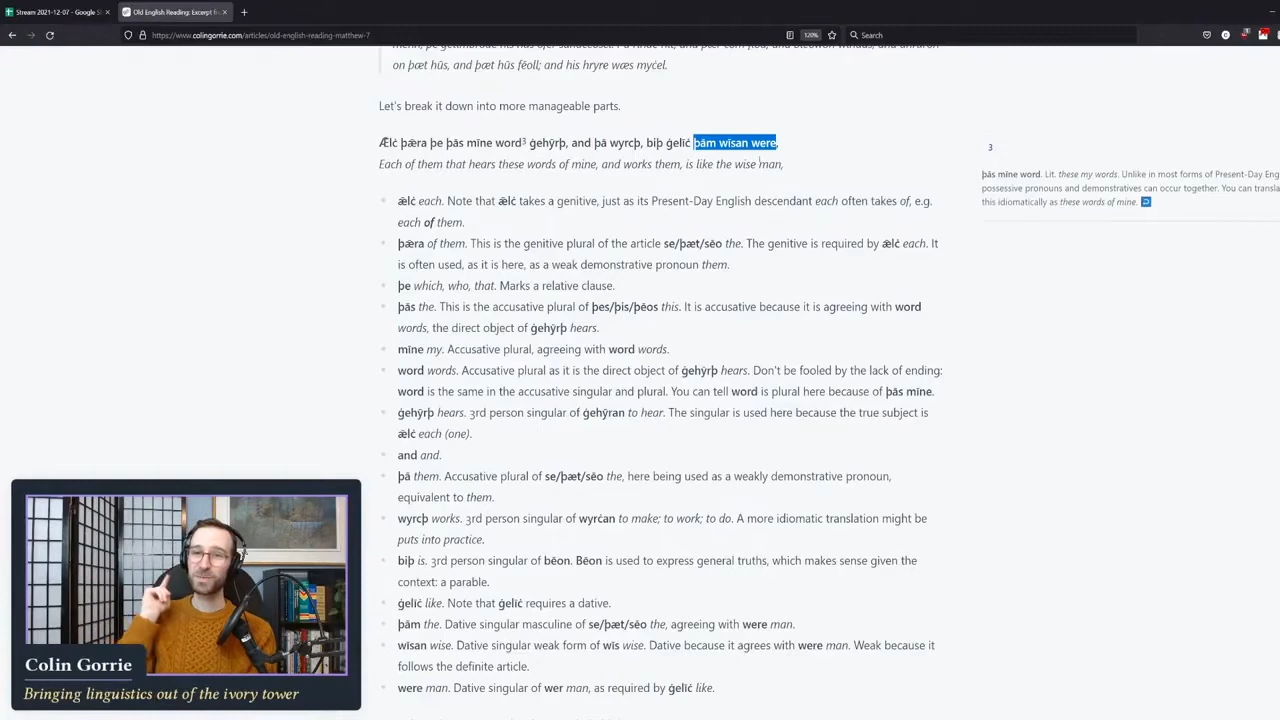 Stream 2021-12-07 - Google S
Old English Reading: Excerpt fr
https://www.colingorrie.com/articles/old-english-reading-matthew-7
120%
Search
on þæt hūs, and þæt hūs fēoll; and his hryre wæs myċel.
Let's break it down into more manageable parts.
Ǣlċ þǣra þe þās mīne word3 ġehȳrþ, and þā wyrcþ, biþ ġelīċ þām wīsan were,
Each of them that hears these words of mine, and works them, is like the wise man,
ǣlċ each. Note that ǣlċ takes a genitive, just as its Present-Day English descendant each often takes of, e.g.
each of them.
þǣra of them. This is the genitive plural of the article se/þæt/sēo the. The genitive is required by ǣlċ each. It
is often used, as it is here, as a weak demonstrative pronoun them.
þe which, who, that. Marks a relative clause.
þās the. This is the accusative plural of þes/þis/þēos this. It is accusative because it is agreeing with word
words, the direct object of ġehȳrþ hears.
mīne my. Accusative plural, agreeing with word words.
word words. Accusative plural as it is the direct object of ġehȳrþ hears. Don't be fooled by the lack of ending:
word is the same in the accusative singular and plural. You can tell word is plural here because of þās mīne.
ġehȳrþ hears. 3rd person singular of ġehȳran to hear. The singular is used here because the true subject is
ǣlċ each (one).
and and.
þā them. Accusative plural of se/þæt/sēo the, here being used as a weakly demonstrative pronoun,
equivalent to them.
wyrcþ works. 3rd person singular of wyrċan to make; to work; to do. A more idiomatic translation might be
puts into practice.
biþ is. 3rd person singular of bēon. Bēon is used to express general truths, which makes sense given the
context: a parable.
ġelīċ like. Note that ġelīċ requires a dative.
þām the. Dative singular masculine of se/þæt/sēo the, agreeing with were man.
wīsan wise. Dative singular weak form of wīs wise. Dative because it agrees with were man. Weak because it
follows the definite article.
were man. Dative singular of wer man, as required by ġelīċ like.
3
þās mīne word. Lit. these my words. Unlike in most forms of Present-Day Eng
possessive pronouns and demonstratives can occur together. You can transla
this idiomatically as these words of mine.
Colin Gorrie
Bringing linguistics out of the ivory tower